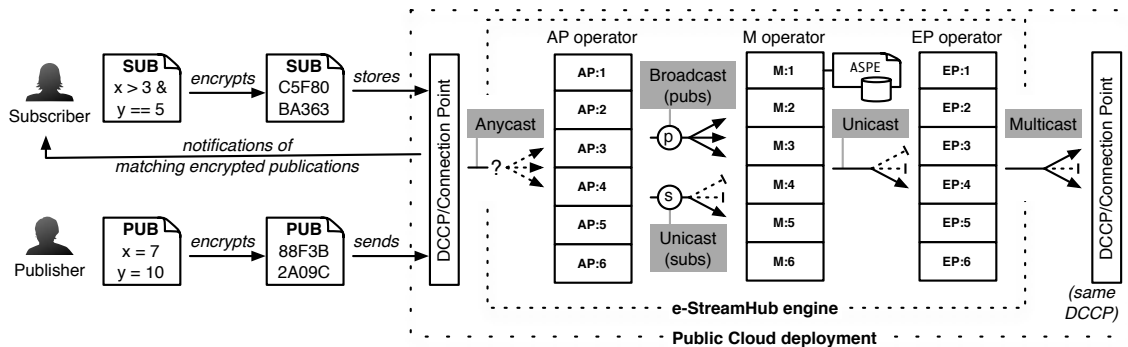 AP operator
M operator
EP operator
SUB
x > 3 &
y == 5
encrypts
SUB
C5F80
BA363
stores
Subscriber
notifications of
matching encrypted publications
PUB
x = 7
y = 10
encrypts
PUB
88F3B
2A09C
sends
Publisher
DCCP/Connection Point
Anycast
?
AP:1
AP:2
AP:3
AP:4
AP:5
AP:6
Broadcast
(pubs)
p
s
Unicast
(subs)
M:1
M:2
M:3
M:4
M:5
M:6
ASPE
Unicast
EP:1
EP:2
EP:3
EP:4
EP:5
EP:6
Multicast
DCCP/Connection Point
(same
DCCP)
e-StreamHub engine
Public Cloud deployment